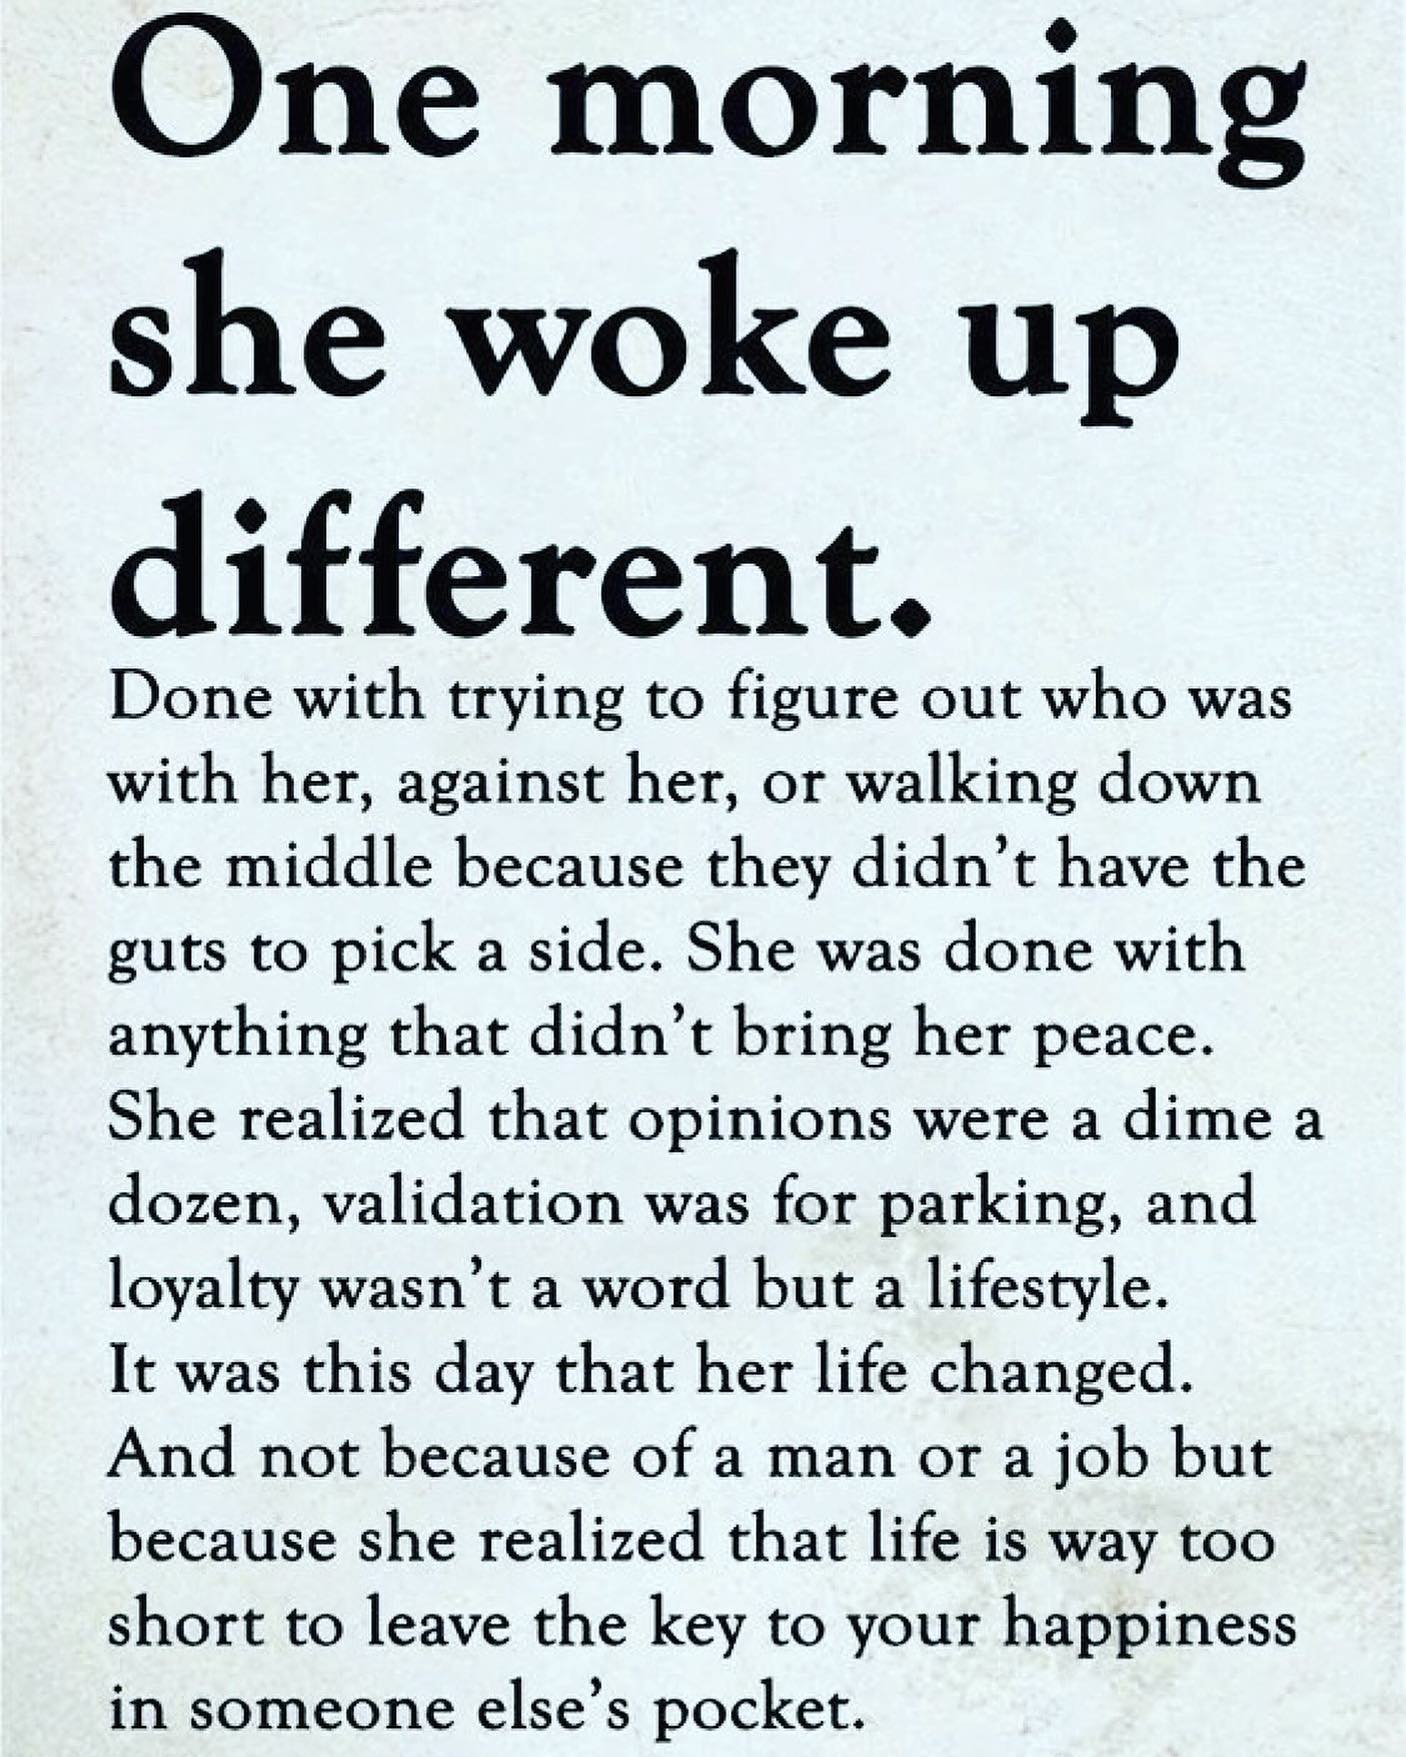 One morning
she woke up
different.
Done with trying to figure out who was
with her, against her, or walking down
the middle because they didn’t have the
guts to pick a side. She was done with
anything that didn’t bring her peace.
She realized that opinions were a dime a
dozen, validation was for parking, and
loyalty wasn’t a word but a lifestyle.
It was this day that her life changed.
And not because of a man or a job but
because she realized that life is way too
short to leave the key to your happiness
in someone else’s pocket.